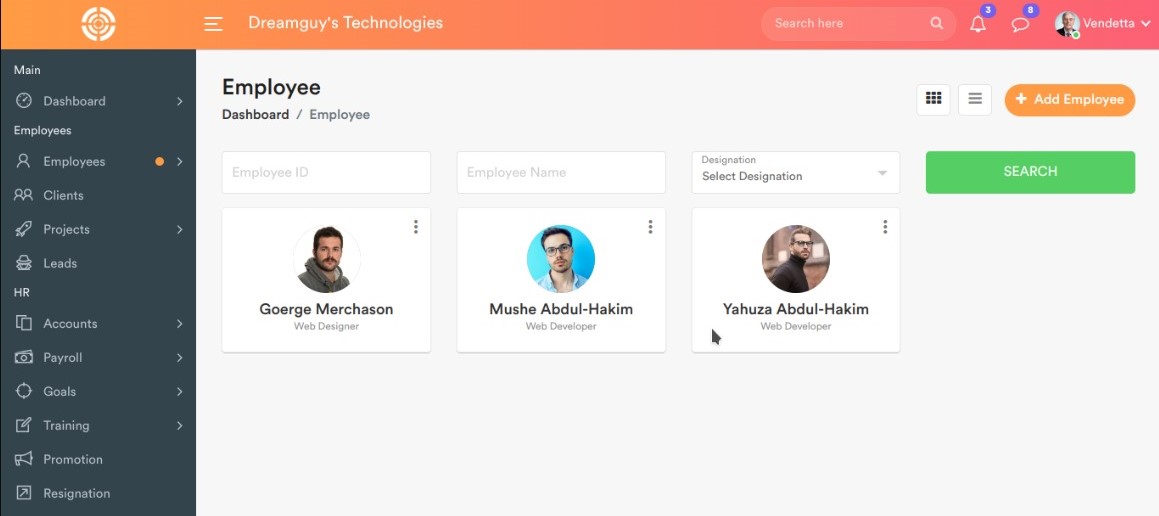 Dreamguy's Technologies
Search here
3
8
Vendetta
Main
Dashboard
Employees
Employees
Clients
Projects
Leads
HR
Accounts
Payroll
Goals
Training
Promotion
Resignation
Employee
Dashboard / Employee
+ Add Employee
Employee ID
Employee Name
Designation
Select Designation
SEARCH
Goerge Merchason
Web Designer
Mushe Abdul-Hakim
Web Developer
Yahuza Abdul-Hakim
Web Developer